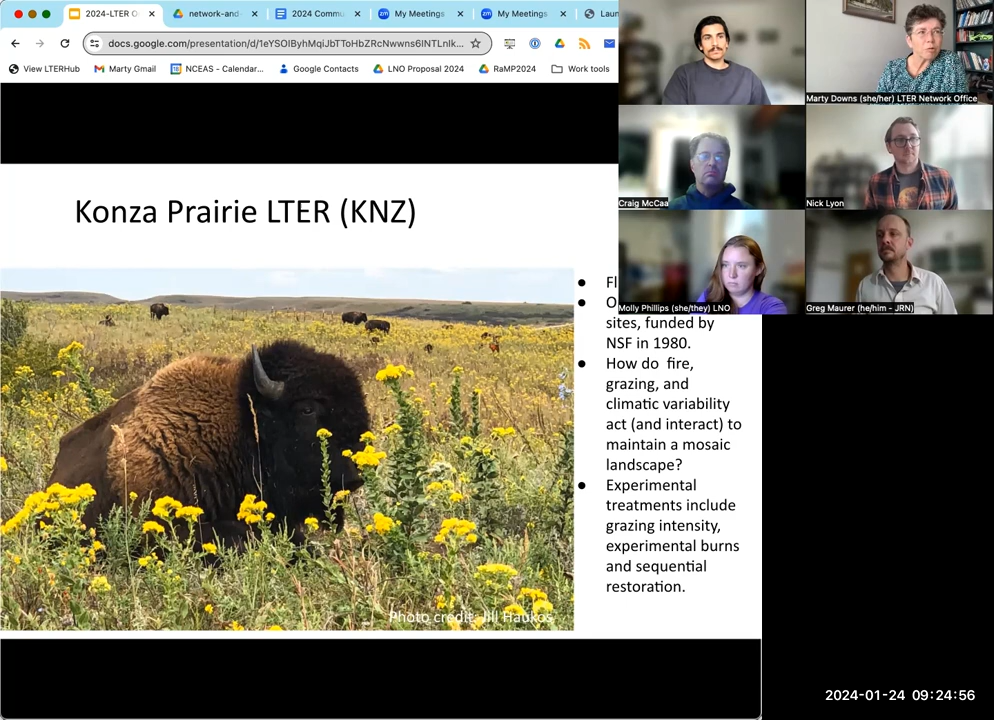 2024-LTER O
network-and-
2024 Commu
My Meetings
My Meetings
Laun
docs.google.com/presentation/d/1eYSOIByhMqiJbTToHbZRcNwwns6INTLnlk...
View LTERHub
Marty Gmail
NCEAS - Calendar...
Google Contacts
LNO Proposal 2024
RaMP2024
Work tools
Marty Downs (she/her) LTER Network Office
Craig McCaa
Nick Lyon
Molly Phillips (she/they) LNO
Greg Maurer (he/him - JRN)
Konza Prairie LTER (KNZ)
● Fl
● O
sites, funded by
NSF in 1980.
● How do fire,
grazing, and
climatic variability
act (and interact) to
maintain a mosaic
landscape?
● Experimental
treatments include
grazing intensity,
experimental burns
and sequential
restoration.
Photo credit: Jill Haukos
2024-01-24 09:24:56